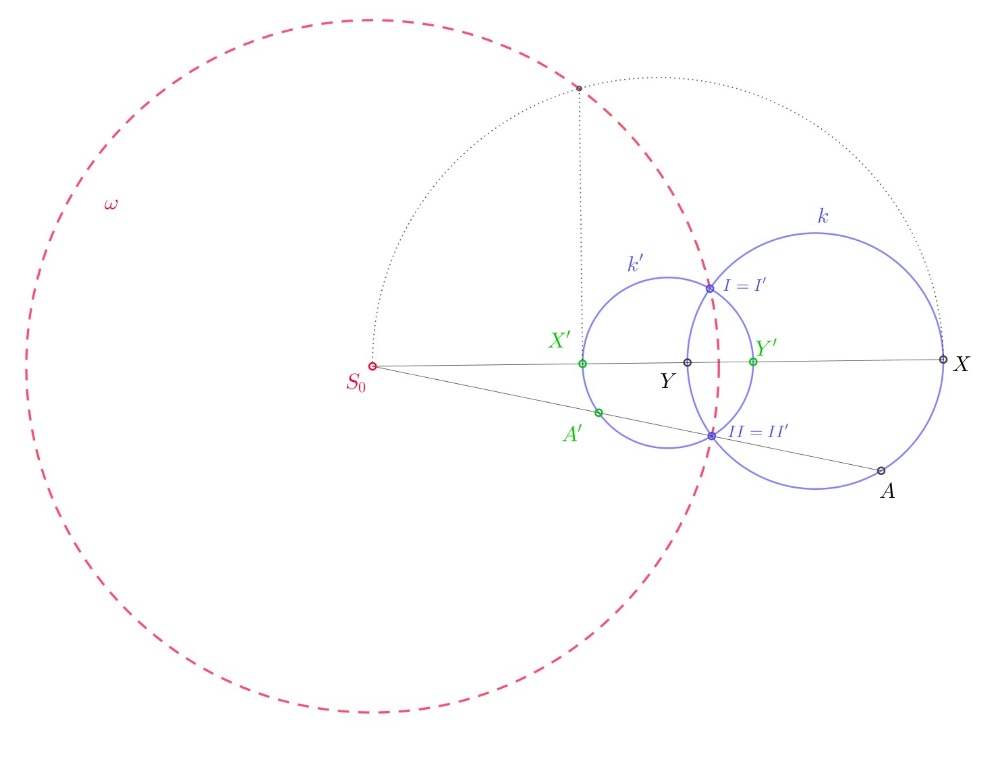 ω
k
k′
I = I′
X′
Y′
X
S₀
Y
A′
II = II′
A